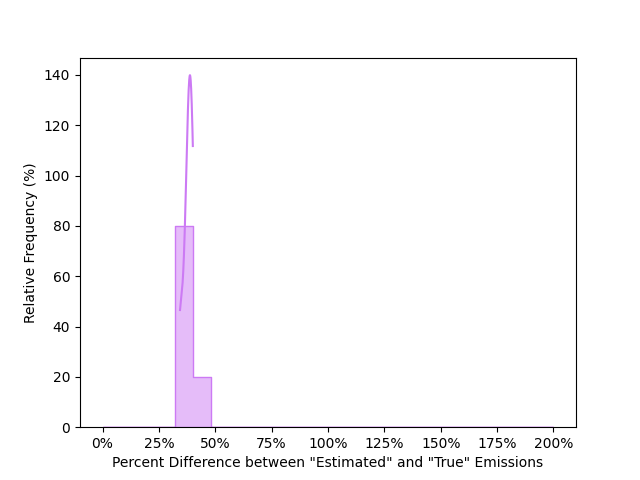 140
120
100
80
60
40
20
0
Relative Frequency (%)
0% 25% 50% 75% 100% 125% 150% 175% 200%
Percent Difference between "Estimated" and "True" Emissions